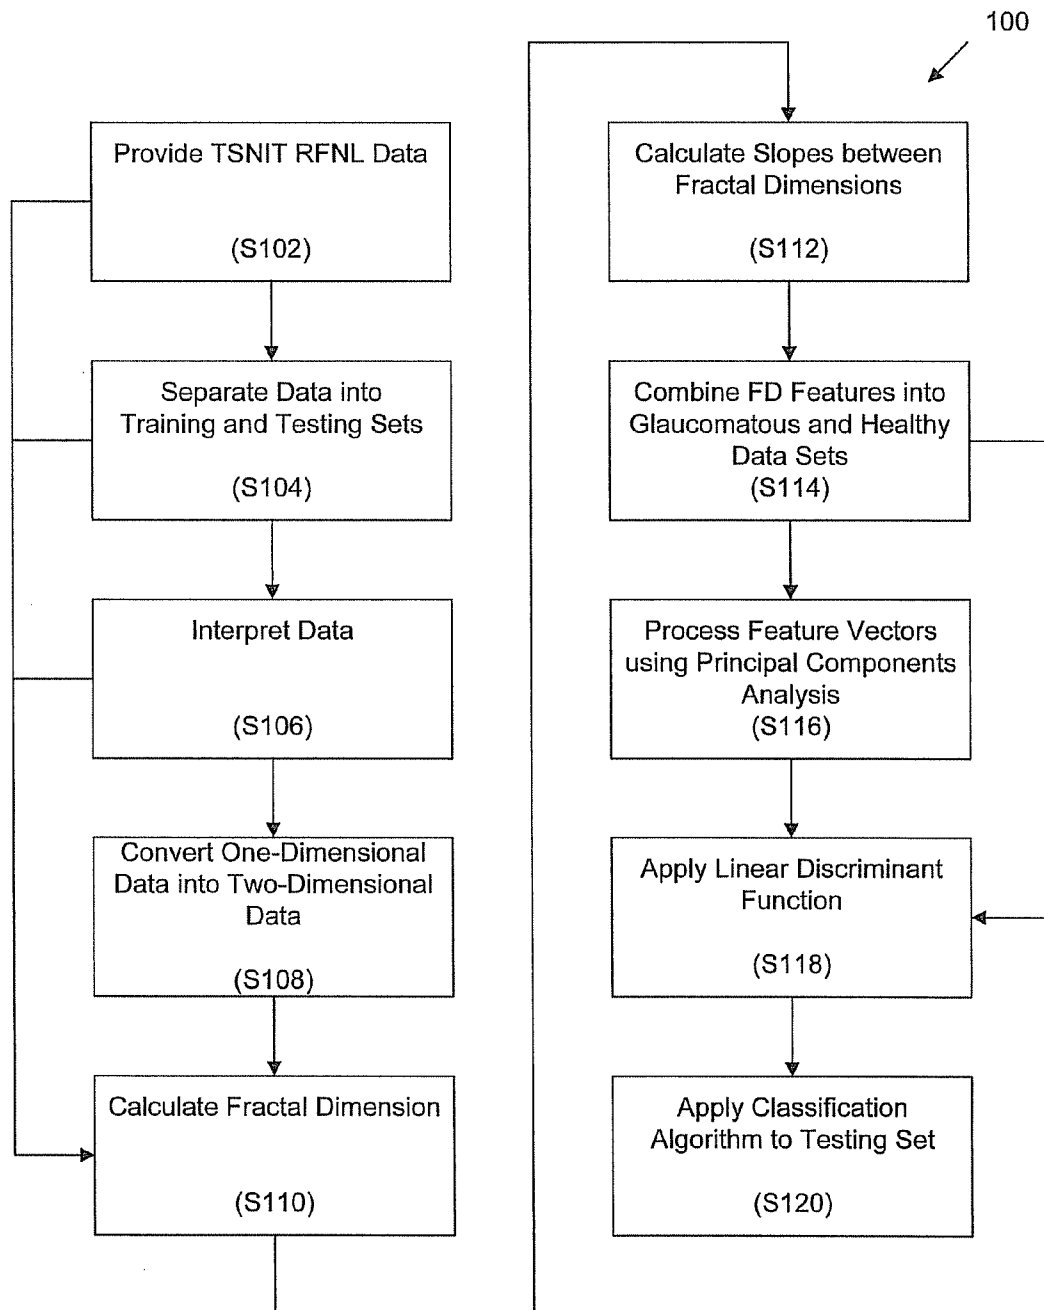 100
Provide TSNIT RFNL Data
(S102)
Separate Data into
Training and Testing Sets
(S104)
Interpret Data
(S106)
Convert One-Dimensional
Data into Two-Dimensional
Data
(S108)
Calculate Fractal Dimension
(S110)
Calculate Slopes between
Fractal Dimensions
(S112)
Combine FD Features into
Glaucomatous and Healthy
Data Sets
(S114)
Process Feature Vectors
using Principal Components
Analysis
(S116)
Apply Linear Discriminant
Function
(S118)
Apply Classification
Algorithm to Testing Set
(S120)